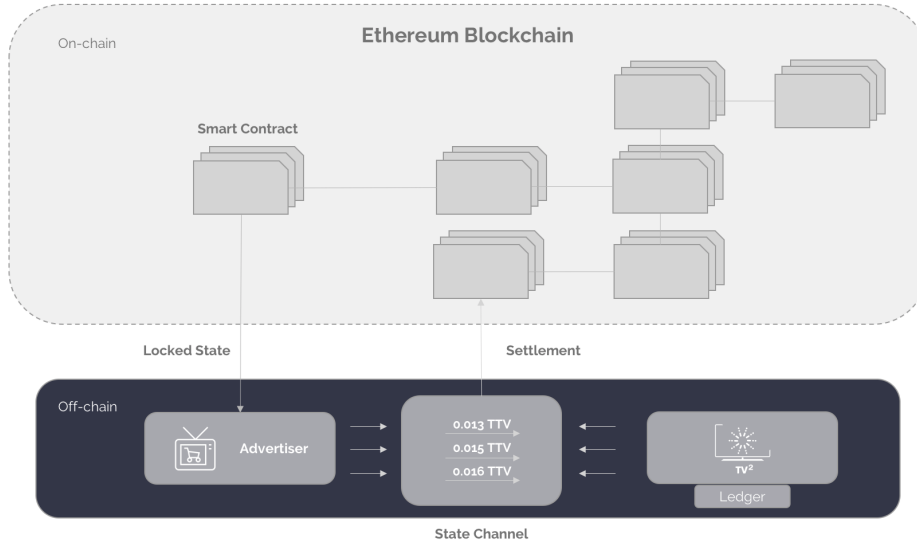 Ethereum Blockchain
On-chain
Smart Contract
Locked State
Settlement
Off-chain
Advertiser
0.013 TTV
0.015 TTV
0.016 TTV
TV²
Ledger
State Channel